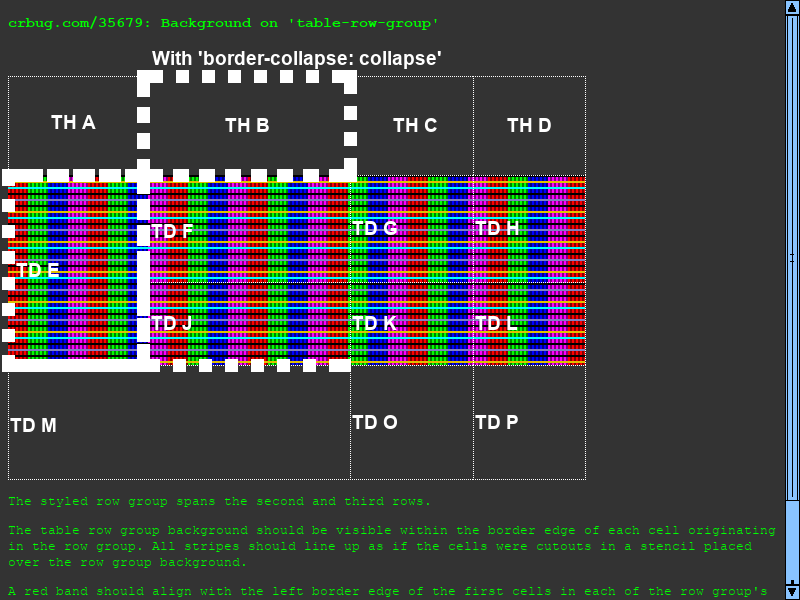 crbug.com/35679: Background on 'table-row-group'
With 'border-collapse: collapse'
TH A
TH B
TH C
TH D
TD E
TD F
TD G
TD H
TD J
TD K
TD L
TD M
TD O
TD P
The styled row group spans the second and third rows.
The table row group background should be visible within the border edge of each cell originating
in the row group. All stripes should line up as if the cells were cutouts in a stencil placed
over the row group background.
A red band should align with the left border edge of the first cells in each of the row group's